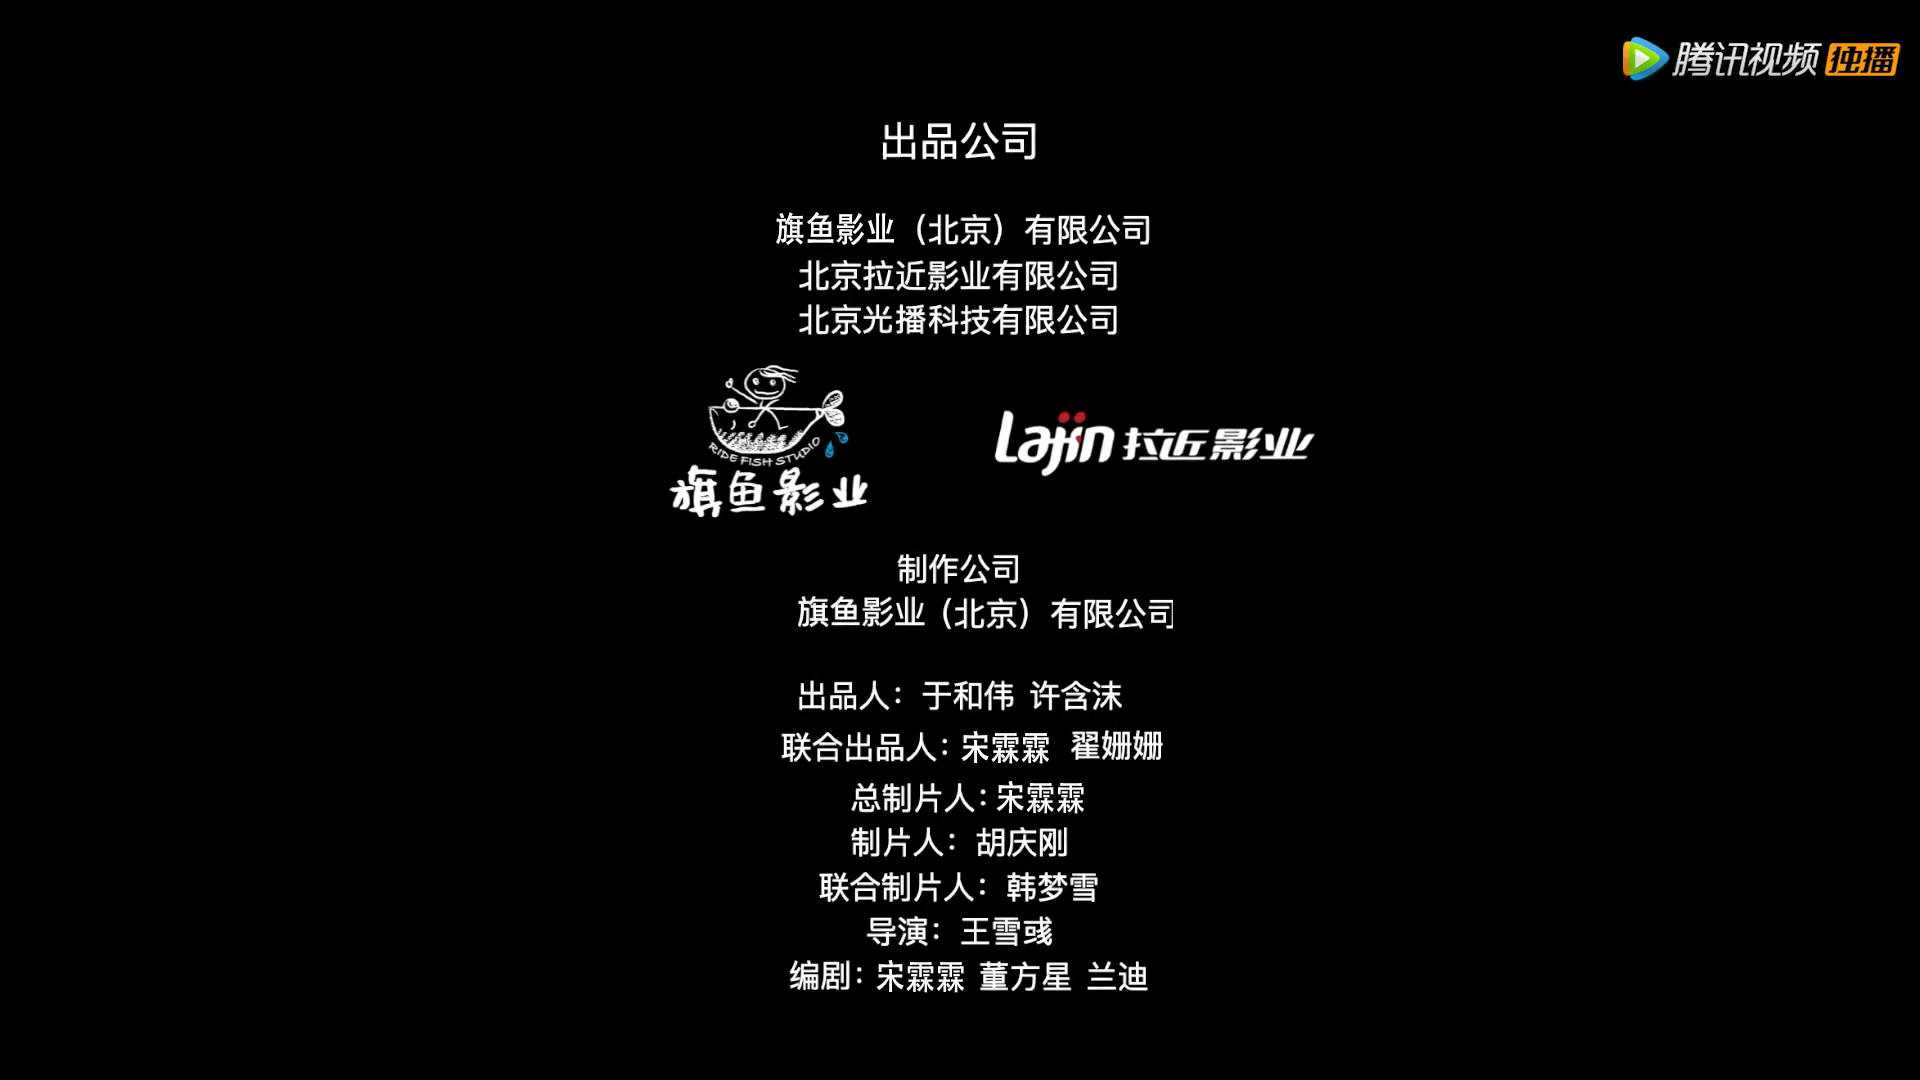 腾讯视频 独播
出品公司
旗鱼影业（北京）有限公司
北京拉近影业有限公司
北京光播科技有限公司
RIDE FISH STUDIO
旗鱼影业
Lajin 拉近影业
制作公司
旗鱼影业（北京）有限公司
出品人：于和伟 许含沫
联合出品人：宋霖霖 翟姗姗
总制片人：宋霖霖
制片人：胡庆刚
联合制片人：韩梦雪
导演：王雪彧
编剧：宋霖霖 董方星 兰迪